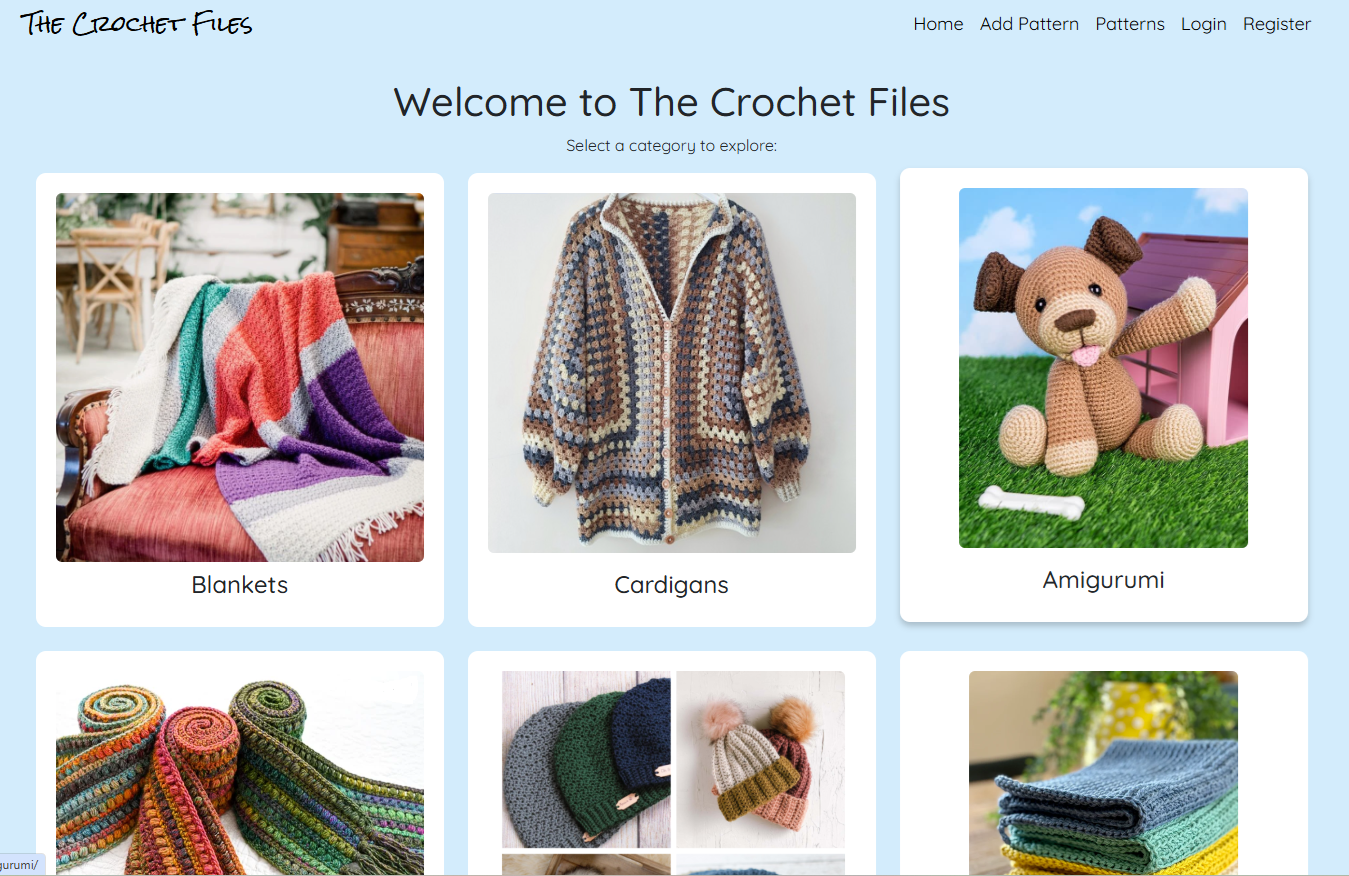 The Crochet Files
Home Add Pattern Patterns Login Register
Welcome to The Crochet Files
Select a category to explore:
Blankets
Cardigans
Amigurumi
gurumi/